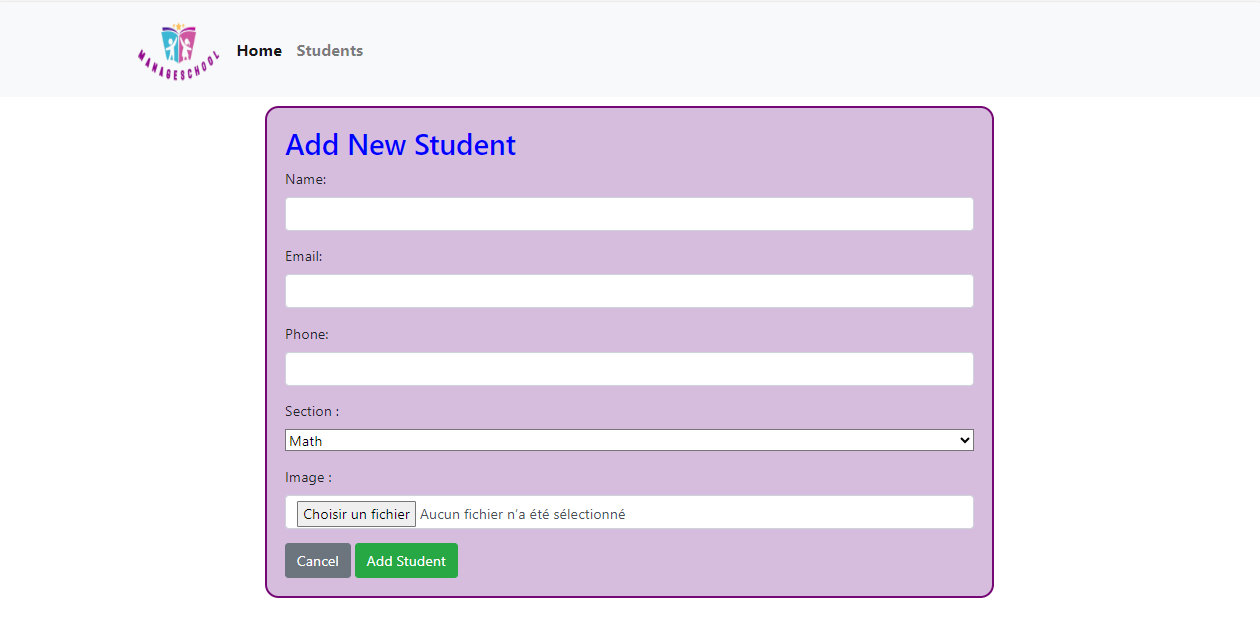 MANAGESCHOOL
Home Students
Add New Student
Name:
Email:
Phone:
Section :
Math
Image :
Choisir un fichier Aucun fichier n'a été sélectionné
Cancel Add Student